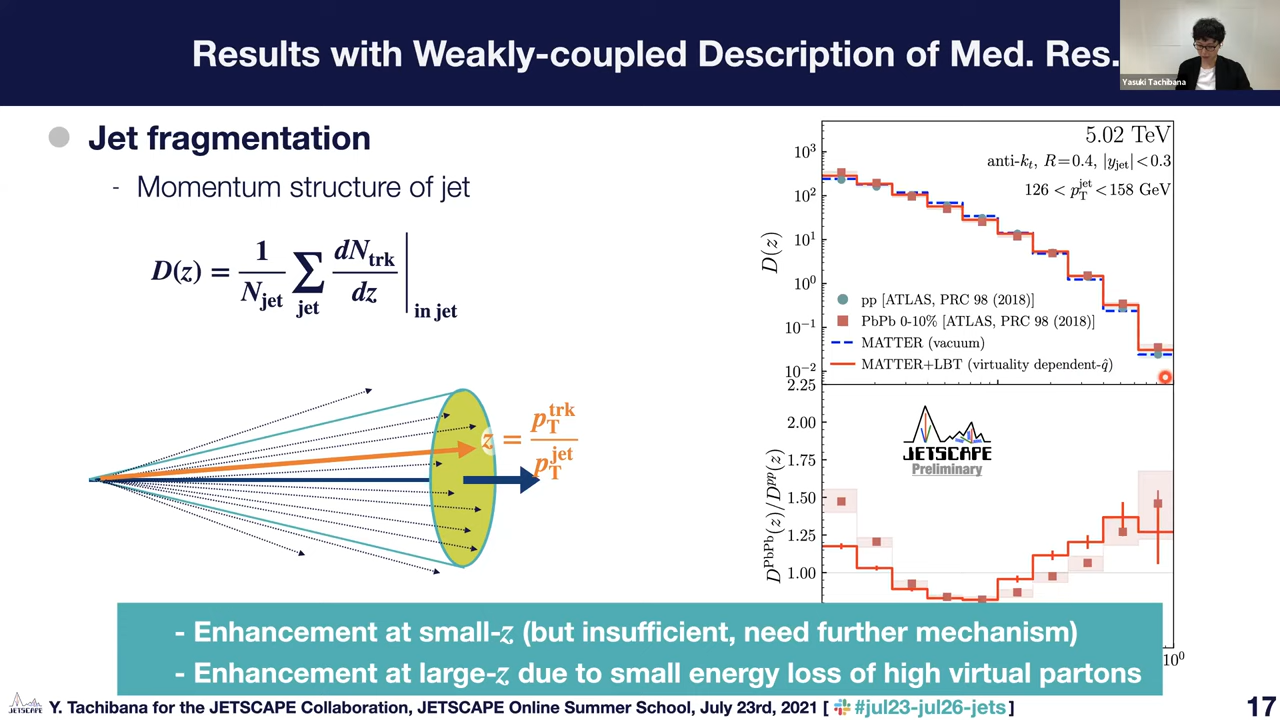 Results with Weakly-coupled Description of Med. Res.
Yasuki Tachibana
Jet fragmentation
- Momentum structure of jet
D(z) = 1/N_jet ∑_jet dN_trk/dz |_in jet
z = p_T^trk / p_T^jet
5.02 TeV
anti-k_t, R=0.4, |y_jet|<0.3
126 < p_T^jet < 158 GeV
D(z)
10^3
10^2
10^1
10^0
10^-1
10^-2
pp [ATLAS, PRC 98 (2018)]
PbPb 0-10% [ATLAS, PRC 98 (2018)]
MATTER (vacuum)
MATTER+LBT (virtuality dependent-q̂)
D^PbPb(z)/D^pp(z)
2.25
2.00
1.75
1.50
1.25
1.00
JETSCAPE
Preliminary
10^0
- Enhancement at small-z (but insufficient, need further mechanism)
- Enhancement at large-z due to small energy loss of high virtual partons
JETSCAPE
Y. Tachibana for the JETSCAPE Collaboration, JETSCAPE Online Summer School, July 23rd, 2021 [ #jul23-jul26-jets ]
17